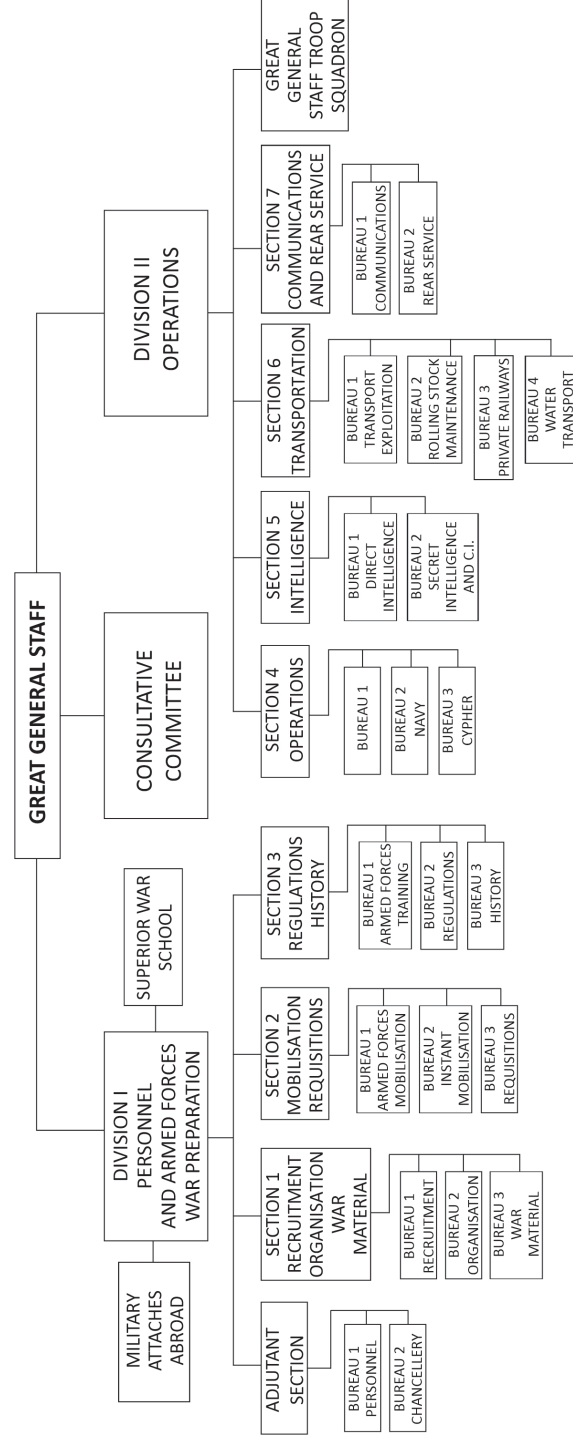 GREAT GENERAL STAFF
MILITARY
ATTACHES
ABROAD
DIVISION I
PERSONNEL
AND ARMED FORCES
WAR PREPARATION
SUPERIOR WAR
SCHOOL
CONSULTATIVE
COMMITTEE
DIVISION II
OPERATIONS
ADJUTANT
SECTION
BUREAU 1
PERSONNEL
BUREAU 2
CHANCELLERY
SECTION 1
RECRUITMENT
ORGANISATION
WAR
MATERIAL
BUREAU 1
RECRUITMENT
BUREAU 2
ORGANISATION
BUREAU 3
WAR
MATERIAL
SECTION 2
MOBILISATION
REQUISITIONS
BUREAU 1
ARMED FORCES
MOBILISATION
BUREAU 2
INSTANT
MOBILISATION
BUREAU 3
REQUISITIONS
SECTION 3
REGULATIONS
HISTORY
BUREAU 1
ARMED FORCES
TRAINING
BUREAU 2
REGULATIONS
BUREAU 3
HISTORY
SECTION 4
OPERATIONS
BUREAU 1
BUREAU 2
NAVY
BUREAU 3
CYPHER
SECTION 5
INTELLIGENCE
BUREAU 1
DIRECT
INTELLIGENCE
BUREAU 2
SECRET
INTELLIGENCE
AND C.I.
SECTION 6
TRANSPORTATION
BUREAU 1
TRANSPORT
EXPLOITATION
BUREAU 2
ROLLING STOCK
MAINTENANCE
BUREAU 3
PRIVATE RAILWAYS
BUREAU 4
WATER
TRANSPORT
SECTION 7
COMMUNICATIONS
AND REAR SERVICE
BUREAU 1
COMMUNICATIONS
BUREAU 2
REAR SERVICE
GREAT
GENERAL
STAFF TROOP
SQUADRON